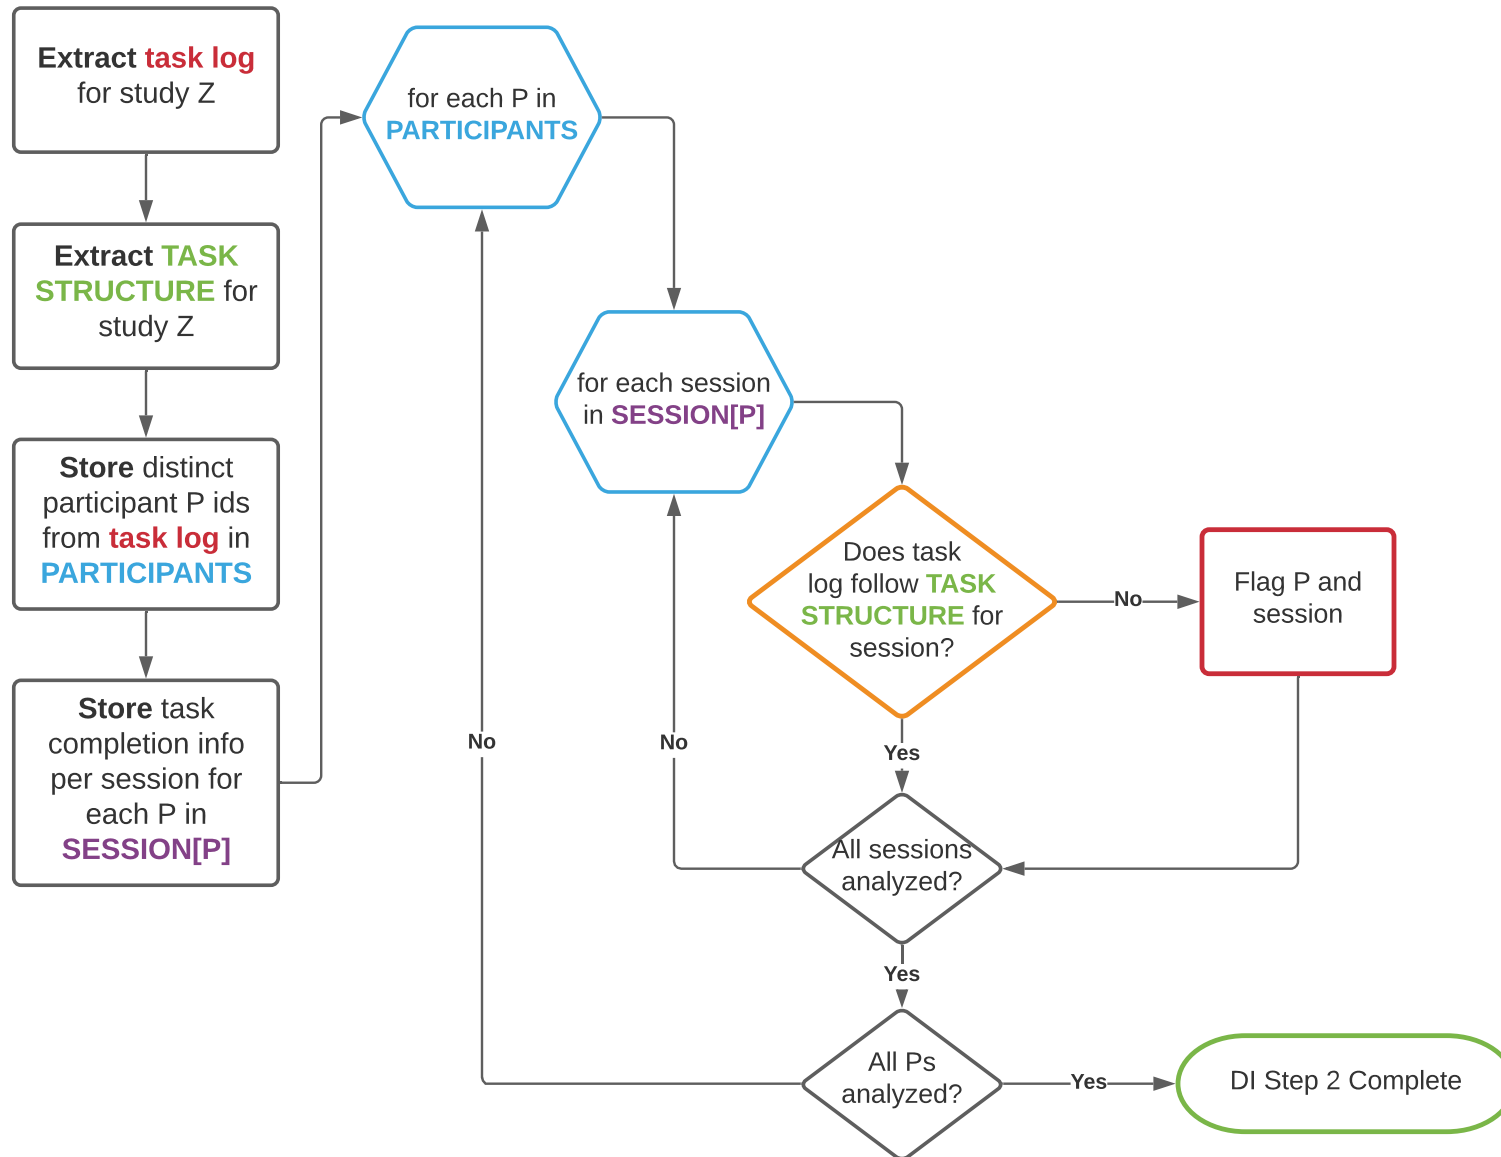 Extract task log
for study Z
Extract TASK
STRUCTURE for
study Z
Store distinct
participant P ids
from task log in
PARTICIPANTS
Store task
completion info
per session for
each P in
SESSION[P]
for each P in
PARTICIPANTS
for each session
in SESSION[P]
Does task
log follow TASK
STRUCTURE for
session?
No
Flag P and
session
Yes
No
No
All sessions
analyzed?
Yes
All Ps
analyzed?
Yes
DI Step 2 Complete